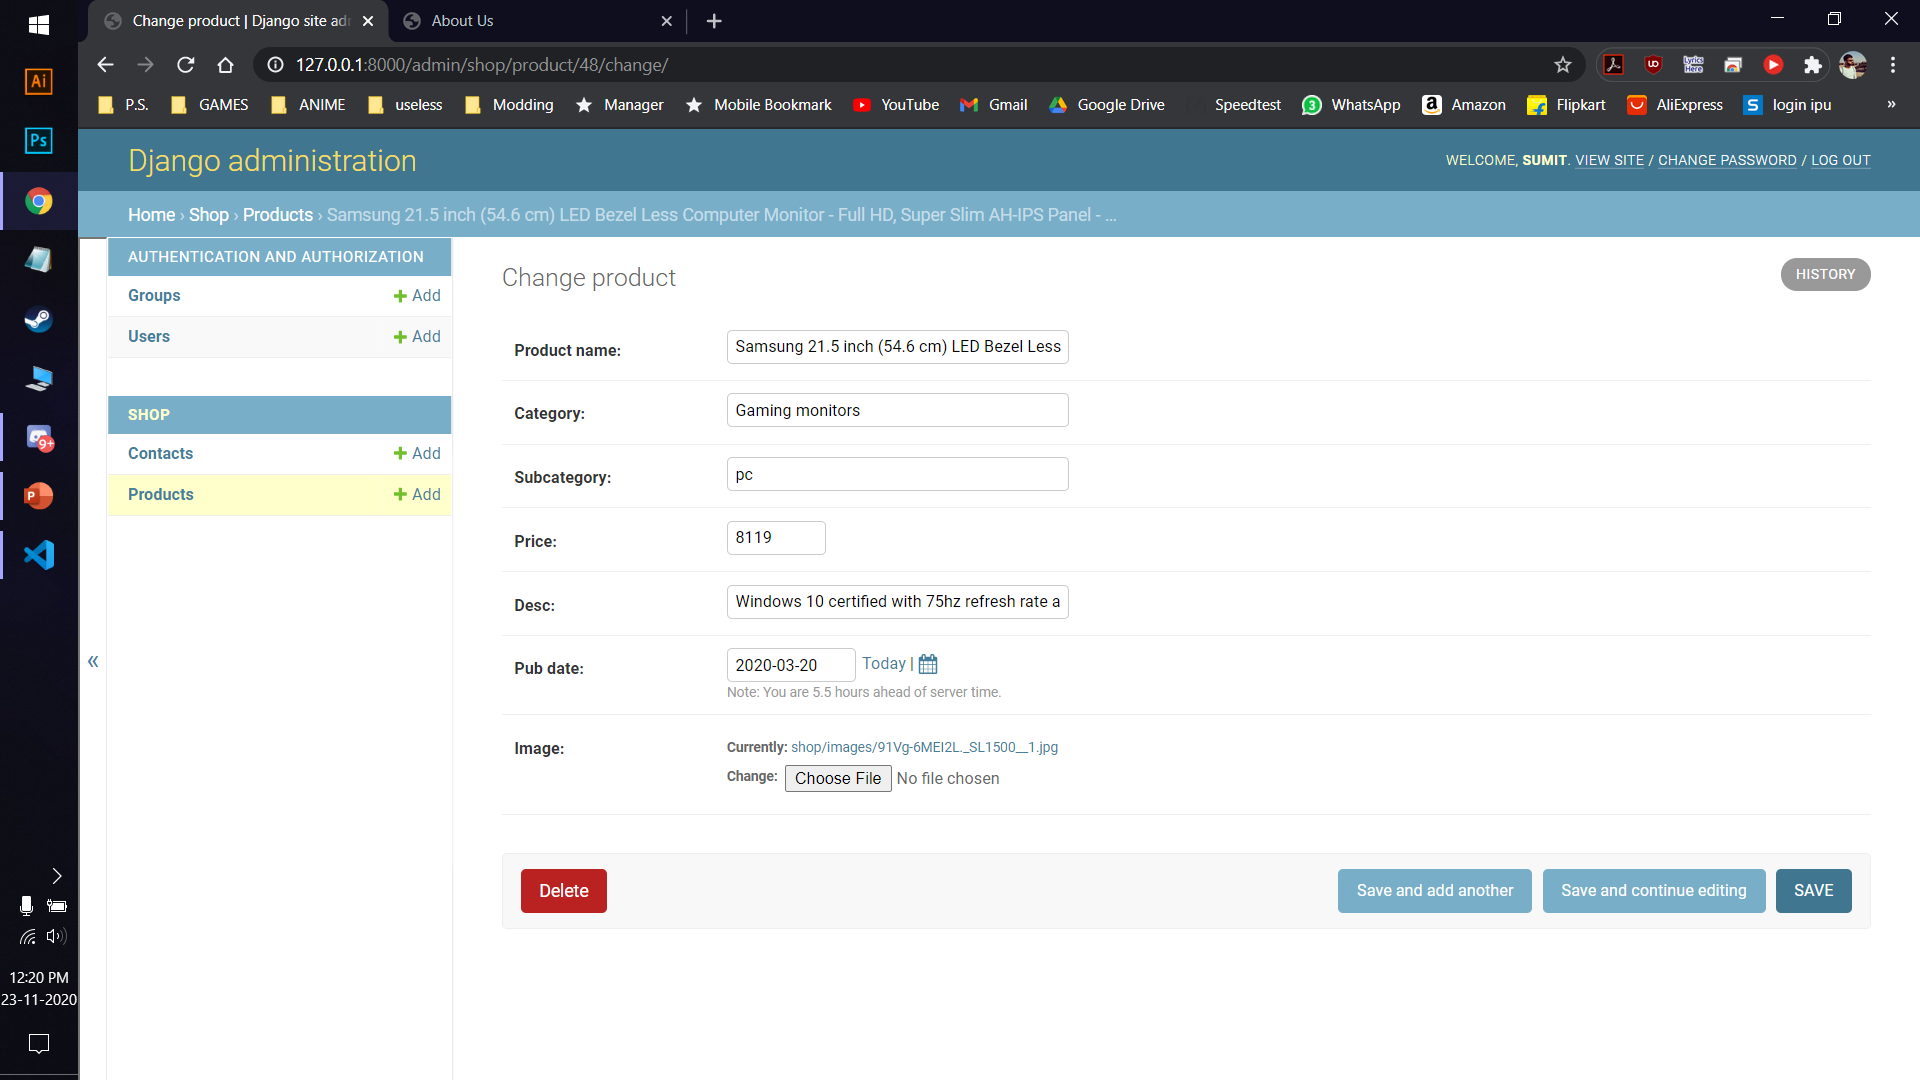 Change product | Django site adr
About Us
127.0.0.1:8000/admin/shop/product/48/change/
P.S. GAMES ANIME useless Modding Manager Mobile Bookmark YouTube Gmail Google Drive Speedtest WhatsApp Amazon Flipkart AliExpress login ipu »
Django administration
WELCOME, SUMIT. VIEW SITE / CHANGE PASSWORD / LOG OUT
Home › Shop › Products › Samsung 21.5 inch (54.6 cm) LED Bezel Less Computer Monitor - Full HD, Super Slim AH-IPS Panel - ...
AUTHENTICATION AND AUTHORIZATION
Groups + Add
Users + Add
SHOP
Contacts + Add
Products + Add
«
Change product
HISTORY
Product name: Samsung 21.5 inch (54.6 cm) LED Bezel Less
Category: Gaming monitors
Subcategory: pc
Price: 8119
Desc: Windows 10 certified with 75hz refresh rate a
Pub date: 2020-03-20 Today |
Note: You are 5.5 hours ahead of server time.
Image: Currently: shop/images/91Vg-6MEI2L._SL1500__1.jpg
Change: Choose File No file chosen
Delete
Save and add another
Save and continue editing
SAVE
Ai
Ps
9+
P
12:20 PM
23-11-2020